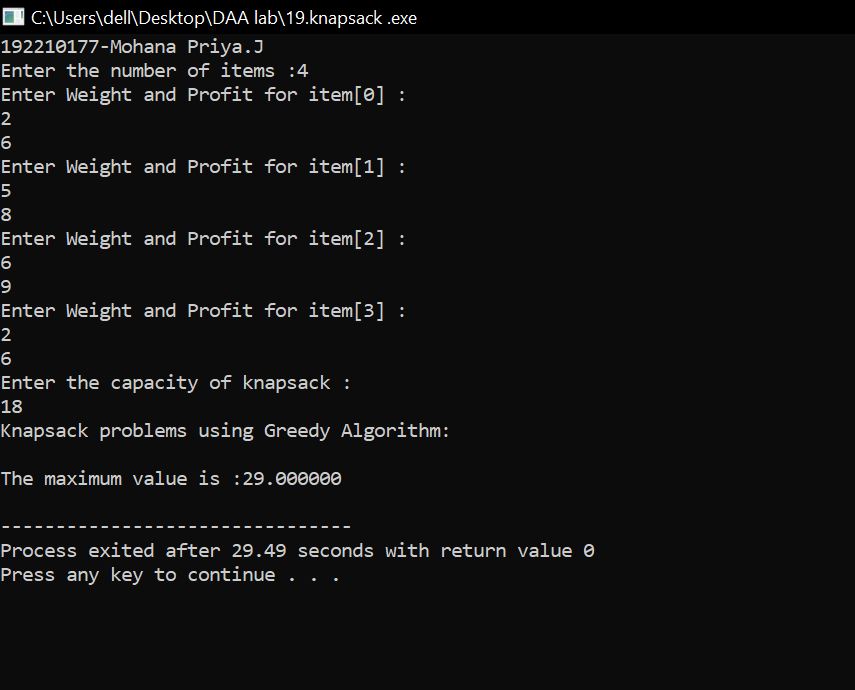 C:\Users\dell\Desktop\DAA lab\19.knapsack .exe
192210177-Mohana Priya.J
Enter the number of items :4
Enter Weight and Profit for item[0] :
2
6
Enter Weight and Profit for item[1] :
5
8
Enter Weight and Profit for item[2] :
6
9
Enter Weight and Profit for item[3] :
2
6
Enter the capacity of knapsack :
18
Knapsack problems using Greedy Algorithm:
The maximum value is :29.000000
--------------------------------
Process exited after 29.49 seconds with return value 0
Press any key to continue . . .